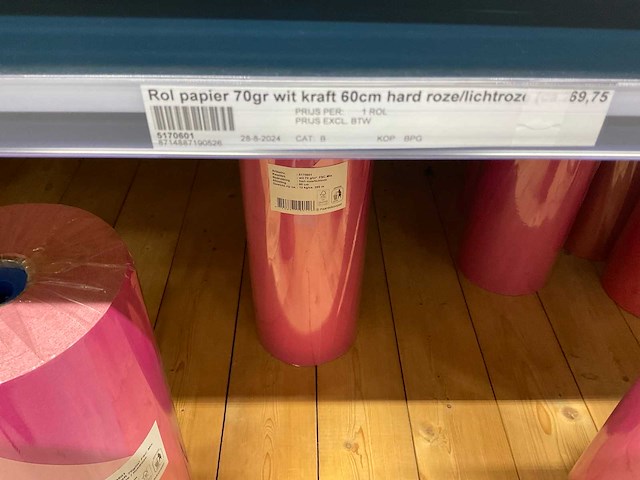 Rol papier 70gr wit kraft 60cm hard roze/lichtroze 69,75
PRIJS PER: 1 ROL
PRIJS EXCL. BTW
5170601
8714887190826 28-8-2024 CAT: B KOP BPG